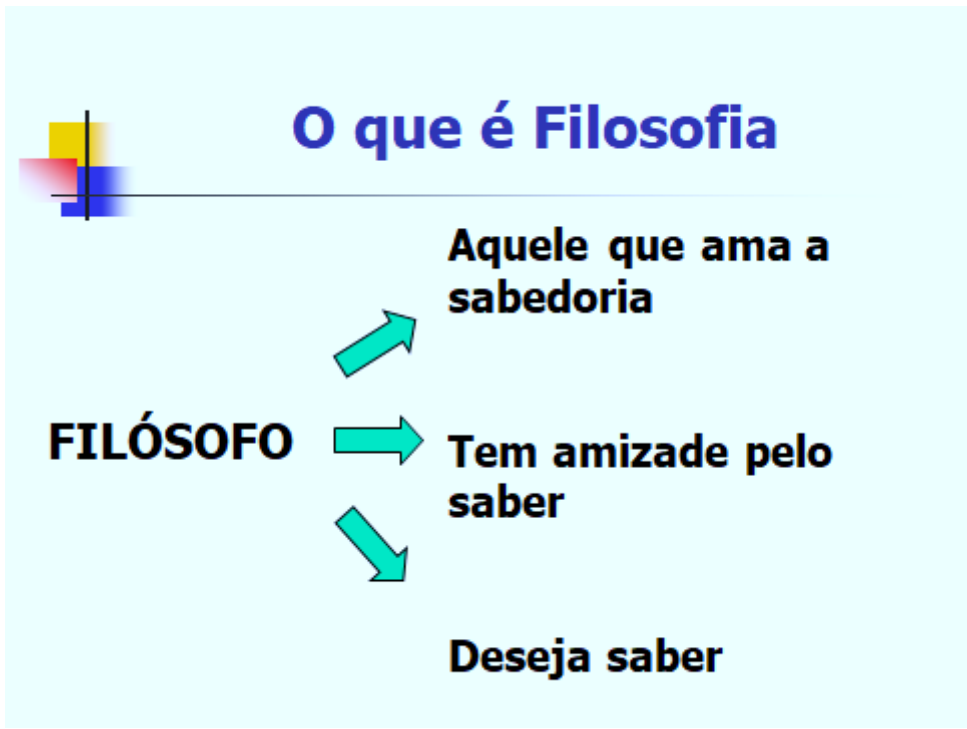 O que é Filosofia
Aquele que ama a
sabedoria
FILÓSOFO
Tem amizade pelo
saber
Deseja saber